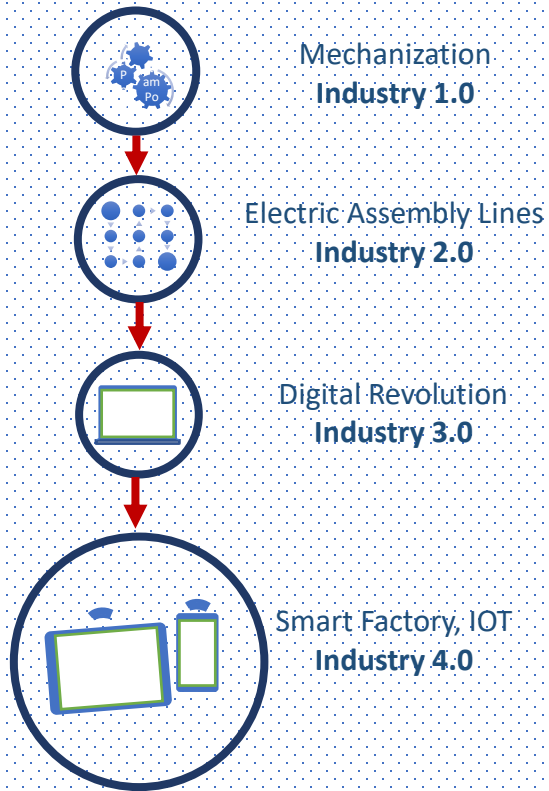 P
am
Po
Mechanization
Industry 1.0
Electric Assembly Lines
Industry 2.0
Digital Revolution
Industry 3.0
Smart Factory, IOT
Industry 4.0